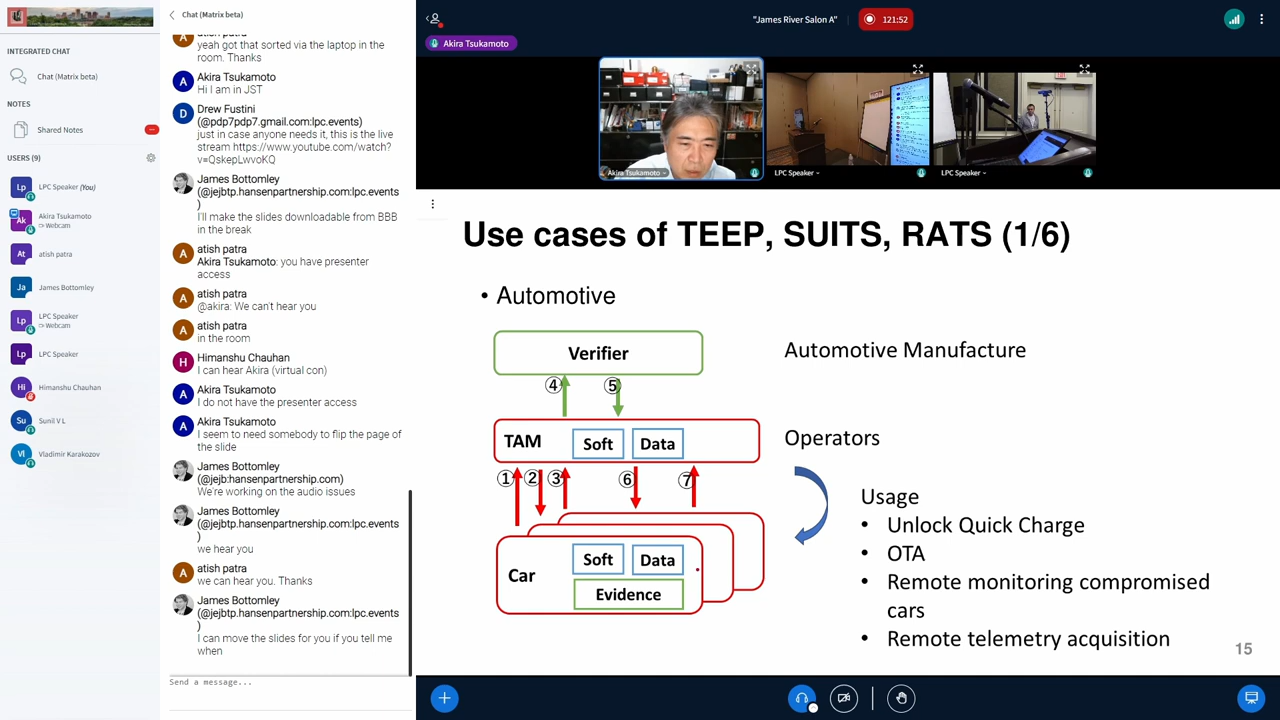 INTEGRATED CHAT
Chat (Matrix beta)
NOTES
Shared Notes
USERS (9)
Lp LPC Speaker (You)
Ak Akira Tsukamoto
Webcam
At atish patra
Ja James Bottomley
Lp LPC Speaker
Webcam
Lp LPC Speaker
Hi Himanshu Chauhan
Su Sunil V L
Vl Vladimir Karakozov
Chat (Matrix beta)
A atish patra
yeah got that sorted via the laptop in the
room. Thanks
A Akira Tsukamoto
Hi I am in JST
D Drew Fustini
(@pdp7pdp7.gmail.com:lpc.events)
just in case anyone needs it, this is the live
stream https://www.youtube.com/watch?
v=QskepLwvoKQ
James Bottomley
(@jejbtp.hansenpartnership.com:lpc.events
)
I'll make the slides downloadable from BBB
in the break
A atish patra
Akira Tsukamoto: you have presenter
access
A atish patra
@akira: We can't hear you
A atish patra
in the room
H Himanshu Chauhan
I can hear Akira (virtual con)
A Akira Tsukamoto
I do not have the presenter access
A Akira Tsukamoto
I seem to need somebody to flip the page of
the slide
James Bottomley
(@jejb:hansenpartnership.com)
We're working on the audio issues
James Bottomley
(@jejbtp.hansenpartnership.com:lpc.events
)
we hear you
A atish patra
we can hear you. Thanks
James Bottomley
(@jejbtp.hansenpartnership.com:lpc.events
)
I can move the slides for you if you tell me
when
Send a message...
"James River Salon A"
121:52
Akira Tsukamoto
Akira Tsukamoto
LPC Speaker
LPC Speaker
Use cases of TEEP, SUITS, RATS (1/6)
• Automotive
Verifier
Automotive Manufacture
④ ⑤
TAM Soft Data
Operators
① ② ③ ⑥ ⑦
Car Soft Data
Evidence
Usage
• Unlock Quick Charge
• OTA
• Remote monitoring compromised
cars
• Remote telemetry acquisition
15